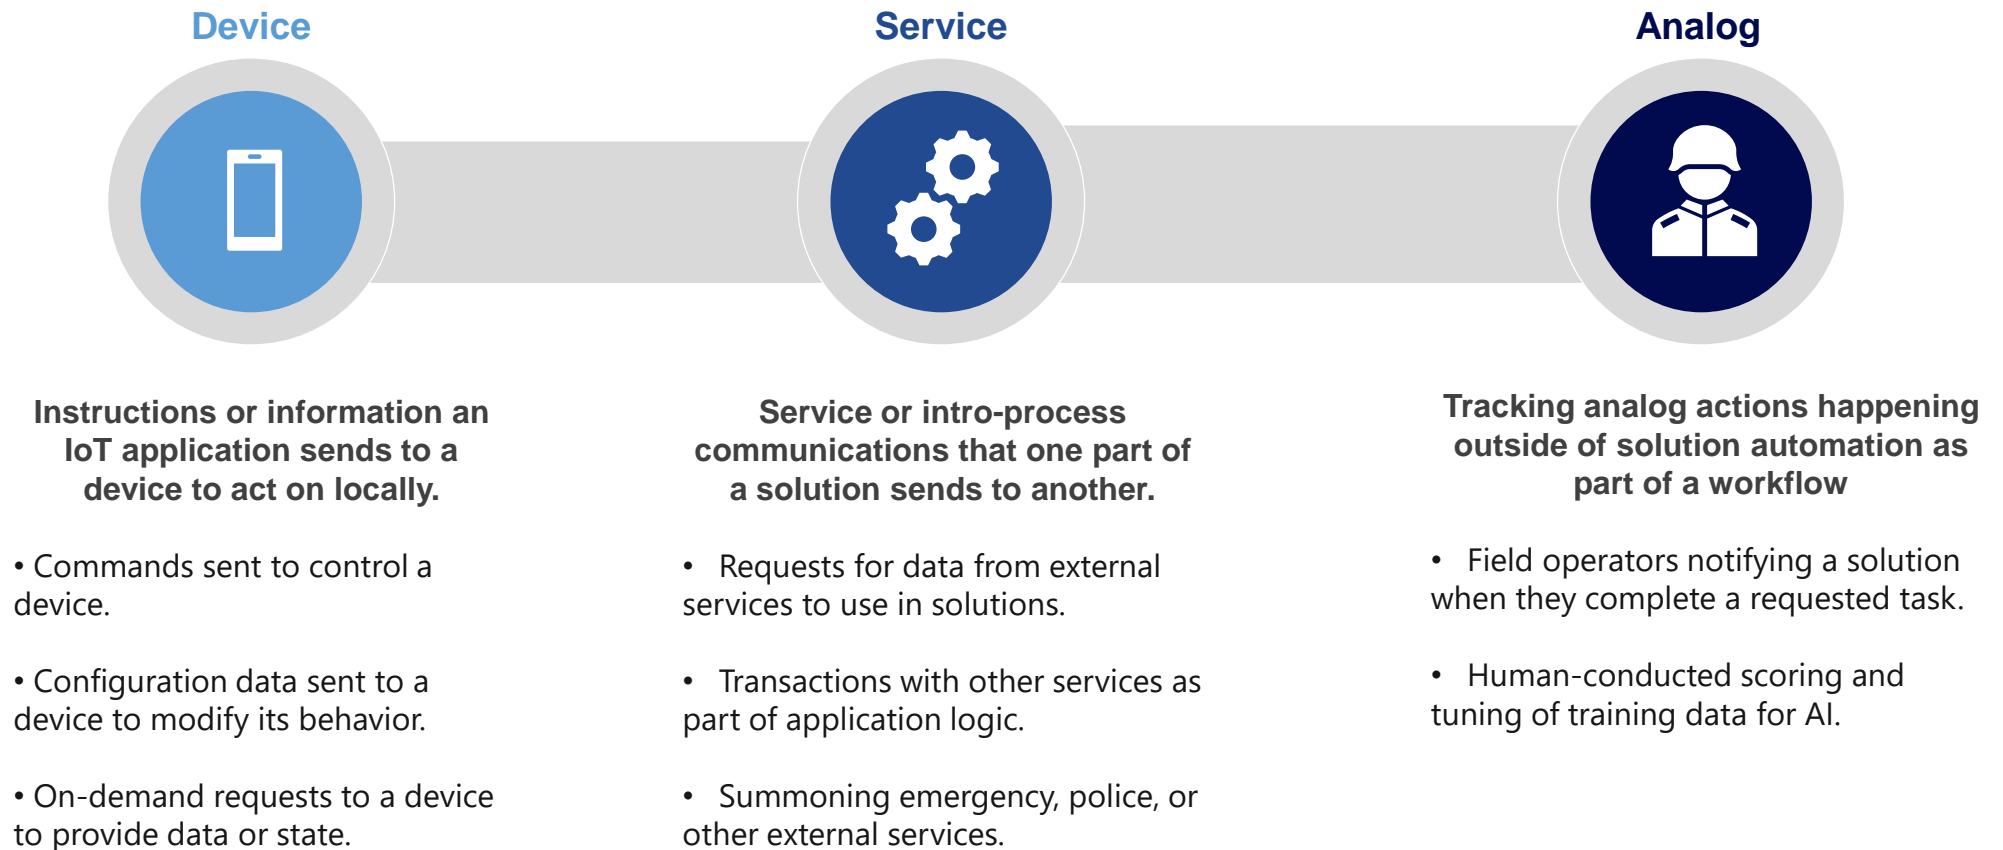 Device
Service
Analog
Instructions or information an
IoT application sends to a
device to act on locally.
• Commands sent to control a
device.
• Configuration data sent to a
device to modify its behavior.
• On-demand requests to a device
to provide data or state.
Service or intro-process
communications that one part of
a solution sends to another.
• Requests for data from external
services to use in solutions.
• Transactions with other services as
part of application logic.
• Summoning emergency, police, or
other external services.
Tracking analog actions happening
outside of solution automation as
part of a workflow
• Field operators notifying a solution
when they complete a requested task.
• Human-conducted scoring and
tuning of training data for AI.